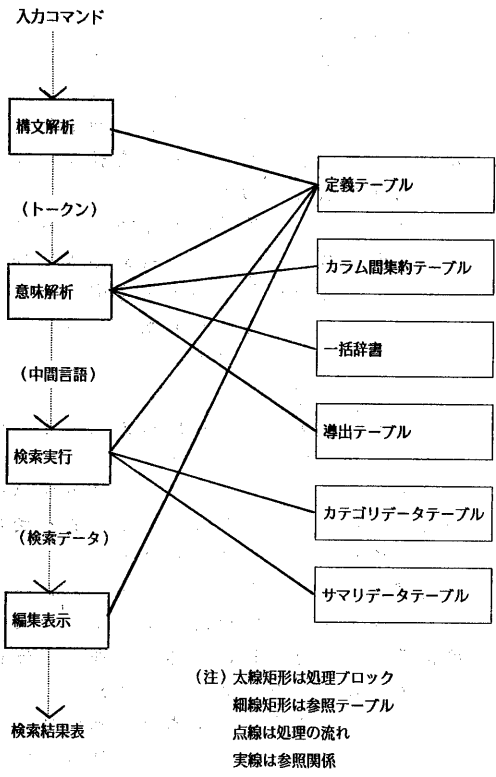 入力コマンド
構文解析
(トークン)
意味解析
(中間言語)
検索実行
(検索データ)
編集表示
検索結果表
定義テーブル
カラム間集約テーブル
一括辞書
導出テーブル
カテゴリデータテーブル
サマリデータテーブル
(注) 太線矩形は処理ブロック
細線矩形は参照テーブル
点線は処理の流れ
実線は参照関係